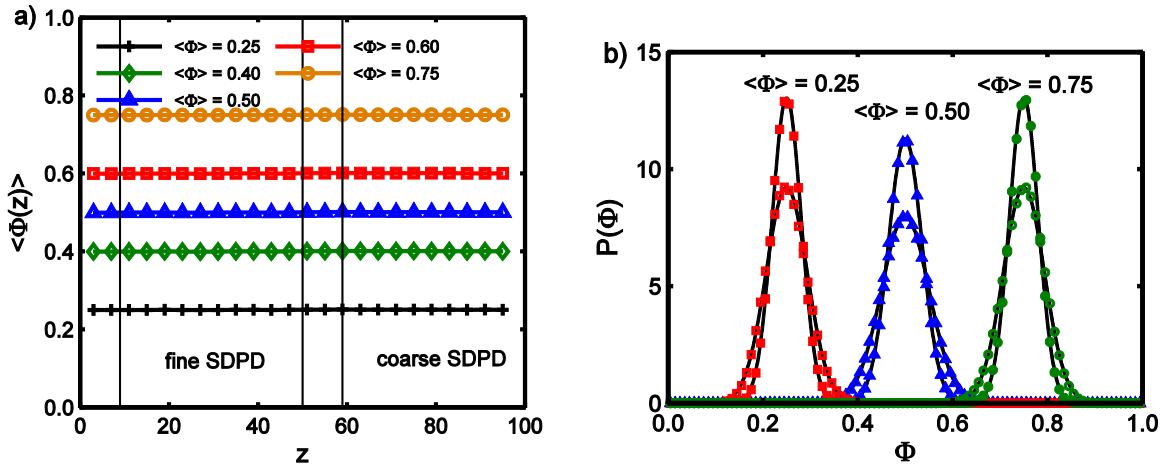 a)
1.0
0.8
0.6
0.4
0.2
0.0
<Φ(z)>
<Φ> = 0.25
<Φ> = 0.60
<Φ> = 0.40
<Φ> = 0.75
<Φ> = 0.50
fine SDPD
coarse SDPD
0 20 40 60 80 100
z
b)
15
10
5
0
P(Φ)
<Φ> = 0.25
<Φ> = 0.75
<Φ> = 0.50
0.0 0.2 0.4 0.6 0.8 1.0
Φ